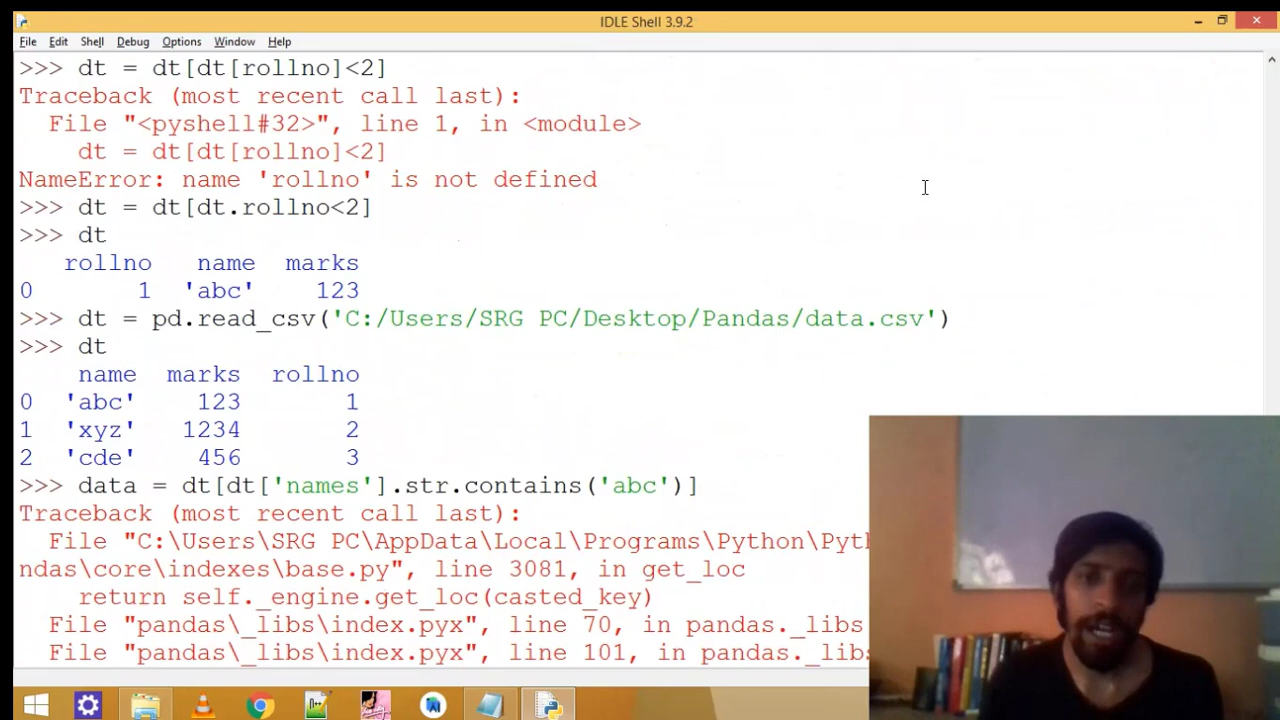 IDLE Shell 3.9.2
File Edit Shell Debug Options Window Help
>>> dt = dt[dt[rollno]<2]
Traceback (most recent call last):
  File "<pyshell#32>", line 1, in <module>
    dt = dt[dt[rollno]<2]
NameError: name 'rollno' is not defined
>>> dt = dt[dt.rollno<2]
>>> dt
   rollno   name  marks
0       1  'abc'    123
>>> dt = pd.read_csv('C:/Users/SRG PC/Desktop/Pandas/data.csv')
>>> dt
    name  marks  rollno
0  'abc'    123       1
1  'xyz'   1234       2
2  'cde'    456       3
>>> data = dt[dt['names'].str.contains('abc')]
Traceback (most recent call last):
  File "C:\Users\SRG PC\AppData\Local\Programs\Python\Pyth
ndas\core\indexes\base.py", line 3081, in get_loc
    return self._engine.get_loc(casted_key)
  File "pandas\_libs\index.pyx", line 70, in pandas._libs
  File "pandas\_libs\index.pyx", line 101, in pandas._libs